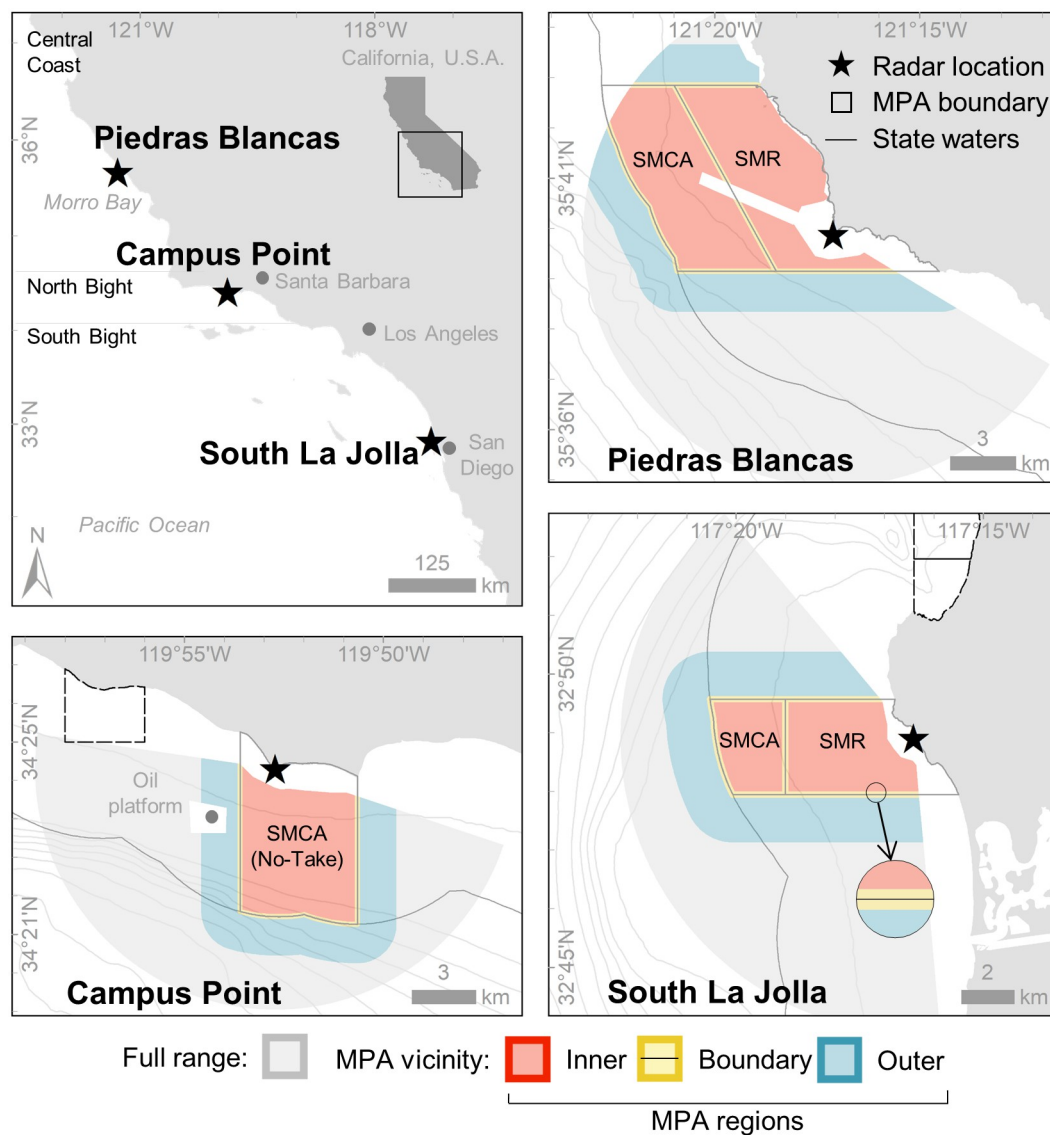 121°W
118°W
Central
Coast
California, U.S.A.
36°N
Piedras Blancas
Morro Bay
Campus Point
North Bight
Santa Barbara
South Bight
Los Angeles
33°N
South La Jolla
San
Diego
Pacific Ocean
N
125
km
121°20'W
121°15'W
Radar location
MPA boundary
State waters
SMCA
SMR
35°41'N
35°36'N
3
km
Piedras Blancas
119°55'W
119°50'W
34°25'N
Oil
platform
SMCA
(No-Take)
34°21'N
3
km
Campus Point
117°20'W
117°15'W
32°50'N
SMCA
SMR
32°45'N
2
km
South La Jolla
Full range:
MPA vicinity:
Inner
Boundary
Outer
MPA regions